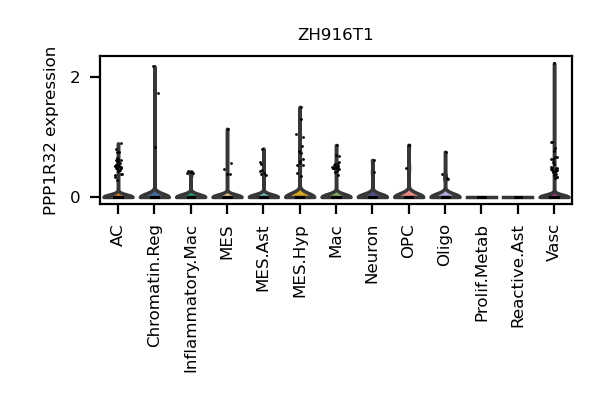 ZH916T1
PPP1R32 expression
2
0
AC
Chromatin.Reg
Inflammatory.Mac
MES
MES.Ast
MES.Hyp
Mac
Neuron
OPC
Oligo
Prolif.Metab
Reactive.Ast
Vasc